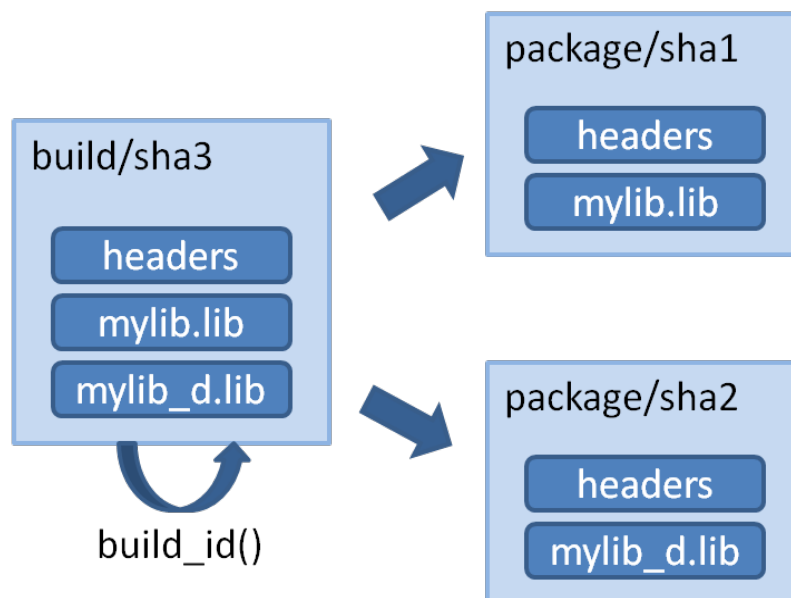 build/sha3
headers
mylib.lib
mylib_d.lib
build_id()
package/sha1
headers
mylib.lib
package/sha2
headers
mylib_d.lib